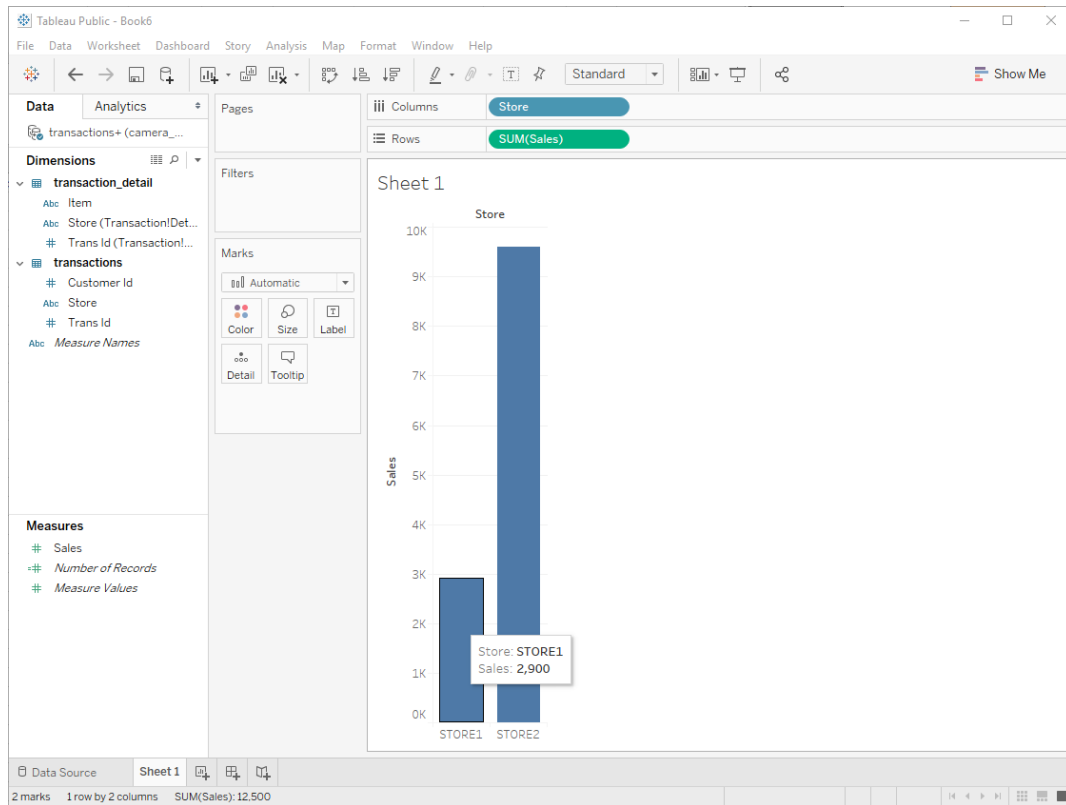 Tableau Public - Book6
File Data Worksheet Dashboard Story Analysis Map Format Window Help
Standard
Show Me
Data Analytics
transactions+ (camera_...
Dimensions
transaction_detail
Abc Item
Abc Store (Transaction!Det...
# Trans Id (Transaction!...
transactions
# Customer Id
Abc Store
# Trans Id
Abc Measure Names
Measures
# Sales
=# Number of Records
# Measure Values
Pages
Filters
Marks
Automatic
Color Size Label
Detail Tooltip
Columns Store
Rows SUM(Sales)
Sheet 1
Store
10K
9K
8K
7K
6K
5K
4K
3K
2K
1K
0K
Sales
Store: STORE1
Sales: 2,900
STORE1 STORE2
Data Source Sheet 1
2 marks 1 row by 2 columns SUM(Sales): 12,500